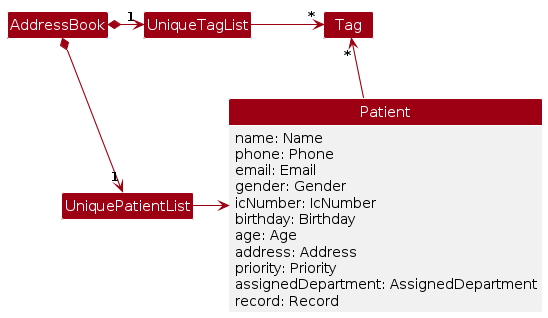 AddressBook
1
UniqueTagList
*
Tag
*
Patient
name: Name
phone: Phone
email: Email
gender: Gender
icNumber: IcNumber
birthday: Birthday
age: Age
address: Address
priority: Priority
assignedDepartment: AssignedDepartment
record: Record
1
UniquePatientList